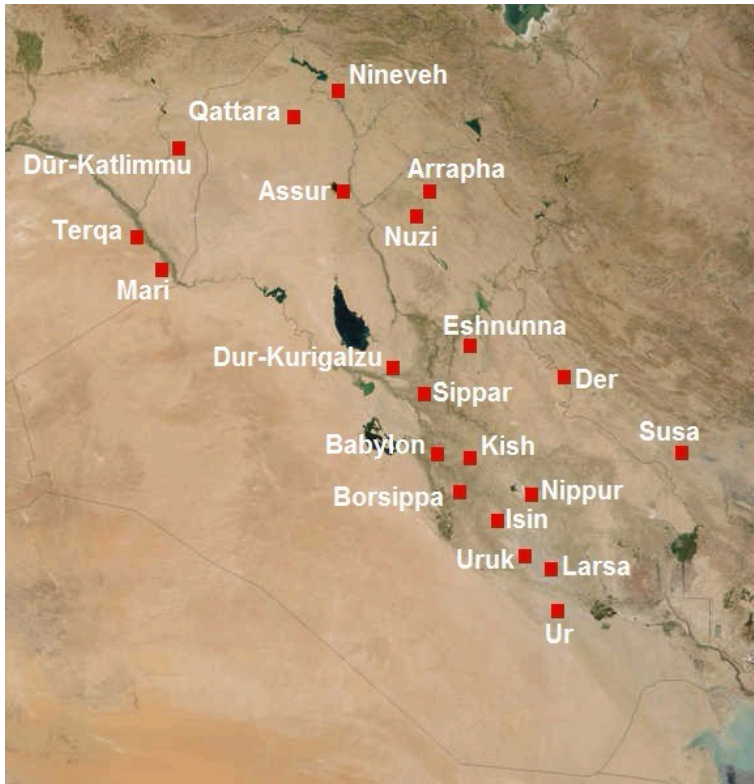 Nineveh
Qattara
Dūr-Katlimmu
Arrapha
Assur
Terqa
Nuzi
Mari
Eshnunna
Dur-Kurigalzu
Der
Sippar
Susa
Babylon
Kish
Borsippa
Nippur
Isin
Uruk
Larsa
Ur